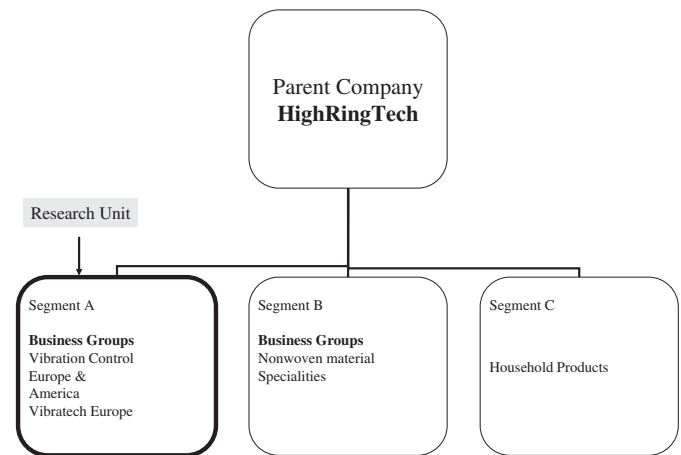 Parent Company
HighRingTech
Research Unit
Segment A
Business Groups
Vibration Control
Europe &
America
Vibratech Europe
Segment B
Business Groups
Nonwoven material
Specialities
Segment C
Household Products